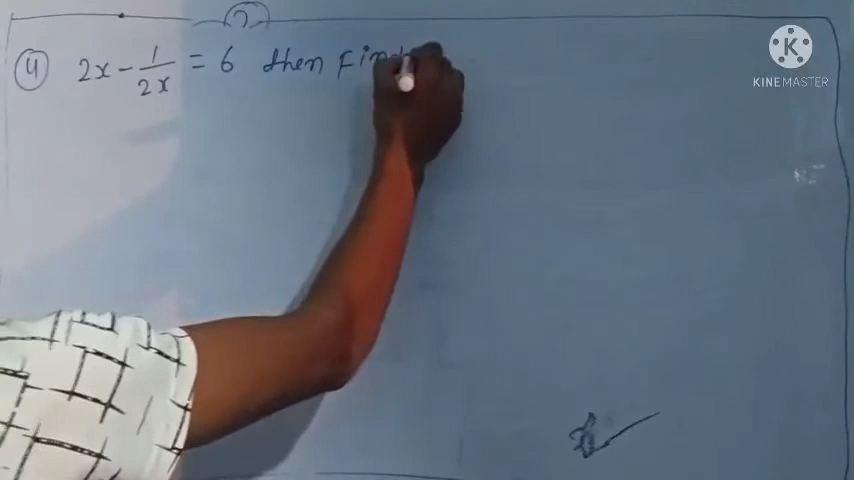 ④ 2x - 1/2x = 6 then Find
K
KINEMASTER